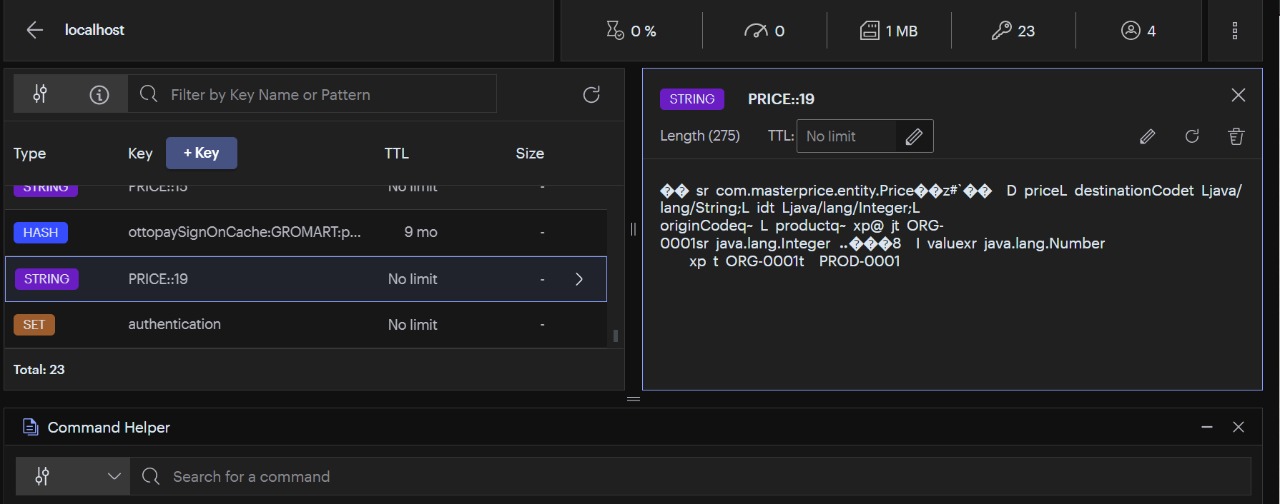 localhost
0 %
0
1 MB
23
4
Filter by Key Name or Pattern
Type Key + Key TTL Size
STRING PRICE::15 No limit -
HASH ottopaySignOnCache:GROMART:p... 9 mo -
STRING PRICE::19 No limit -
SET authentication No limit -
Total: 23
STRING PRICE::19
Length (275) TTL: No limit
�� sr com.masterprice.entity.Price��z#`�� D priceL destinationCodet Ljava/
lang/String;L idt Ljava/lang/Integer;L
originCodeq~ L productq~ xp@ jt ORG-
0001sr java.lang.Integer ..���8 I valuexr java.lang.Number
xp t ORG-0001t PROD-0001
Command Helper
Search for a command